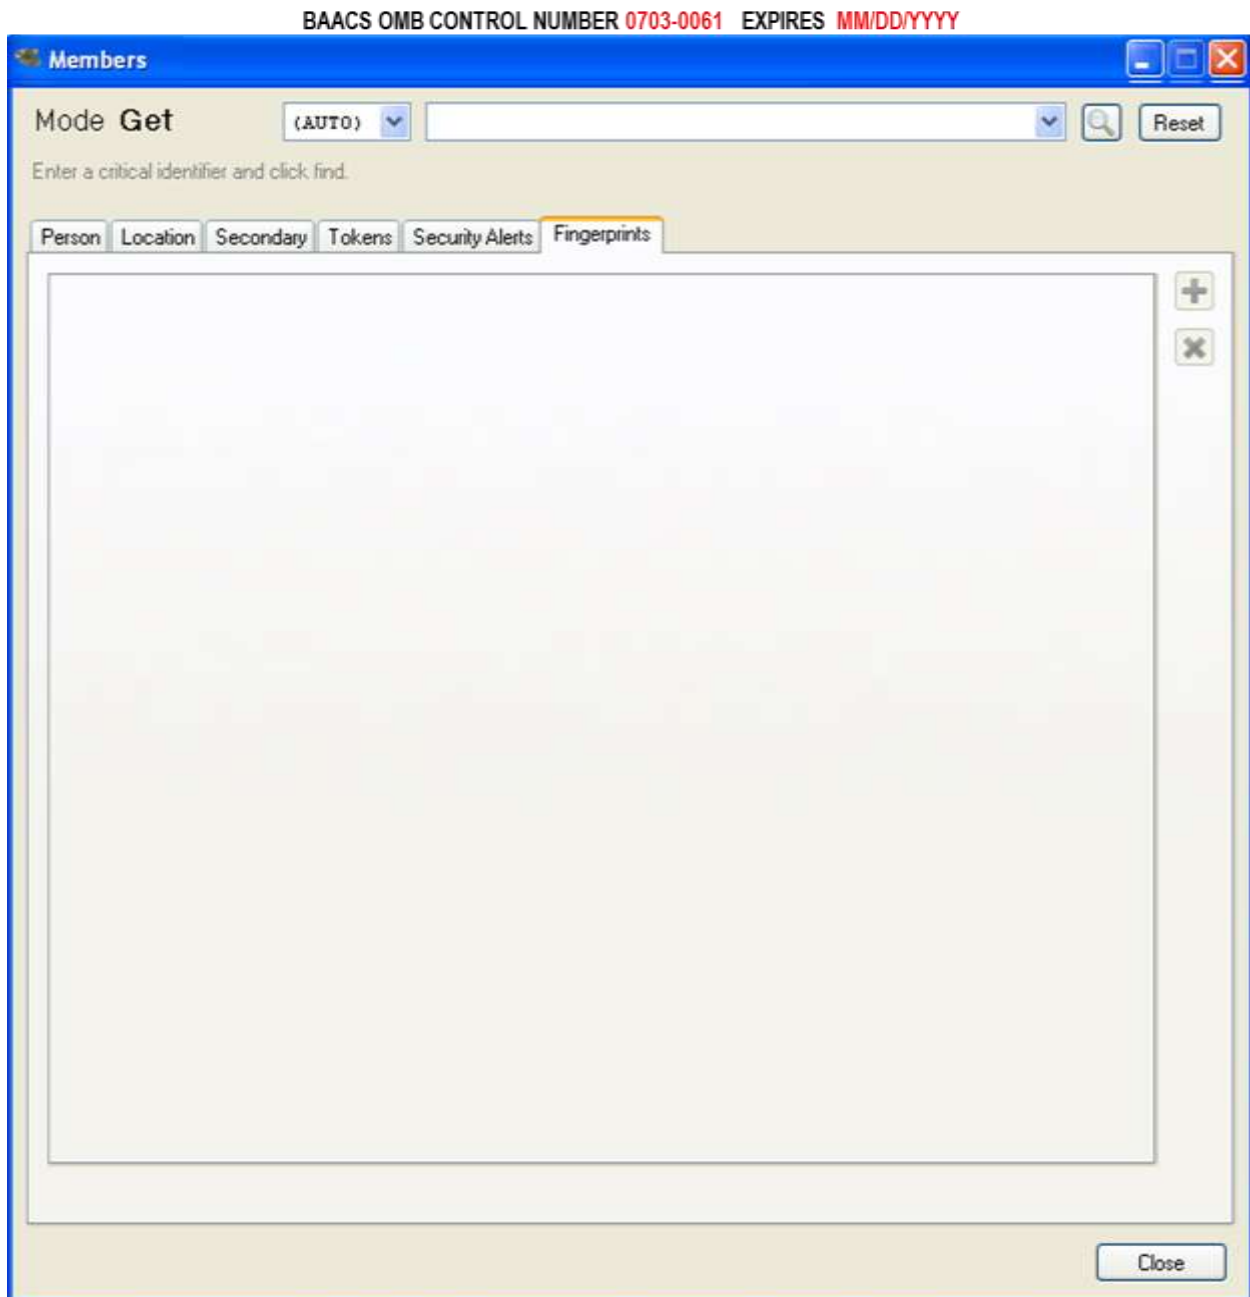 BAACS OMB CONTROL NUMBER 0703-0061 EXPIRES MM/DD/YYYY
Members
Mode Get (AUTO) Reset
Enter a critical identifier and click find.
Person Location Secondary Tokens Security Alerts Fingerprints
Close